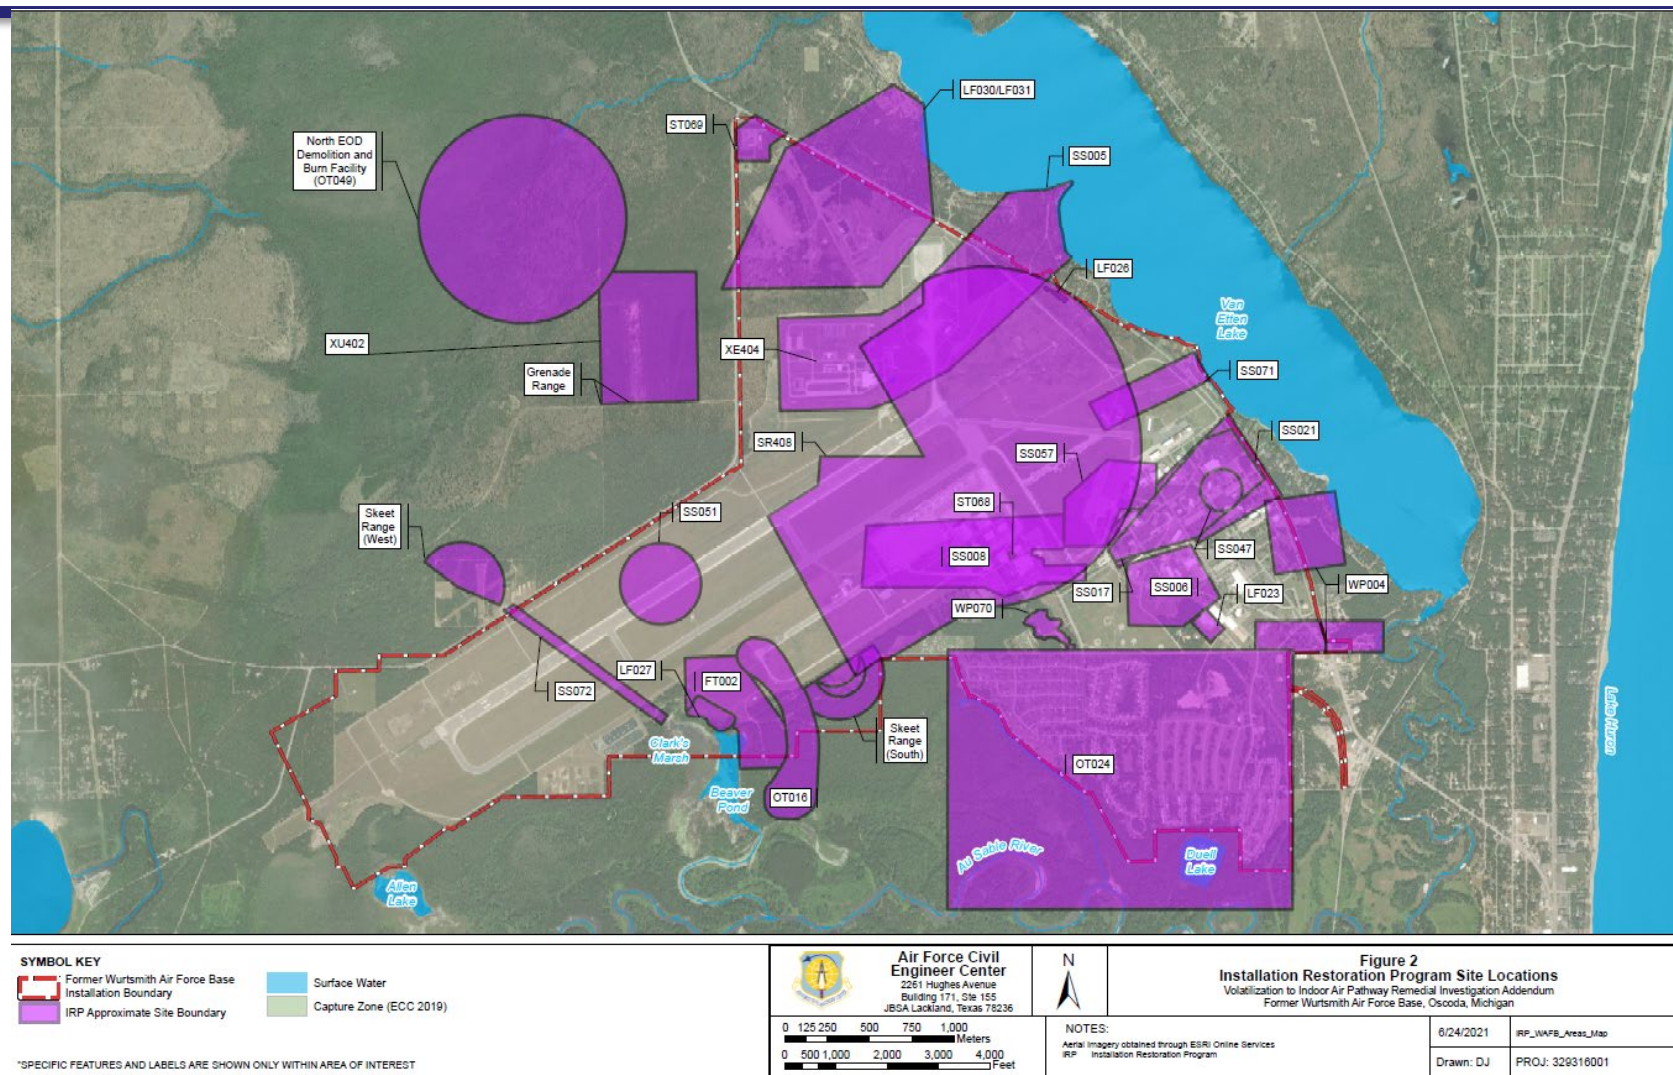 LF030/LF031
ST069
North EOD
Demolition and
Burn Facility
(OT049)
SS005
LF026
Van
Etten
Lake
XU402
XE404
Grenade
Range
SS071
SS021
SR408
SS057
ST068
Skeet
Range
(West)
SS051
SS008
SS047
WP004
SS017
SS006
LF023
WP070
LF027
FT002
SS072
Skeet
Range
(South)
Clark's
Marsh
Beaver
Pond
OT016
OT024
Lake Huron
Au Sable River
Duell
Lake
Allen
Lake
SYMBOL KEY
Former Wurtsmith Air Force Base
Installation Boundary
IRP Approximate Site Boundary
Surface Water
Capture Zone (ECC 2019)
*SPECIFIC FEATURES AND LABELS ARE SHOWN ONLY WITHIN AREA OF INTEREST
Air Force Civil
Engineer Center
2261 Hughes Avenue
Building 171, Ste 155
JBSA Lackland, Texas 78236
N
Figure 2
Installation Restoration Program Site Locations
Volatilization to Indoor Air Pathway Remedial Investigation Addendum
Former Wurtsmith Air Force Base, Oscoda, Michigan
0 125 250 500 750 1,000
Meters
0 500 1,000 2,000 3,000 4,000
Feet
NOTES:
Aerial imagery obtained through ESRI Online Services
IRP Installation Restoration Program
6/24/2021
IRP_WAFB_Areas_Map
Drawn: DJ
PROJ: 329316001